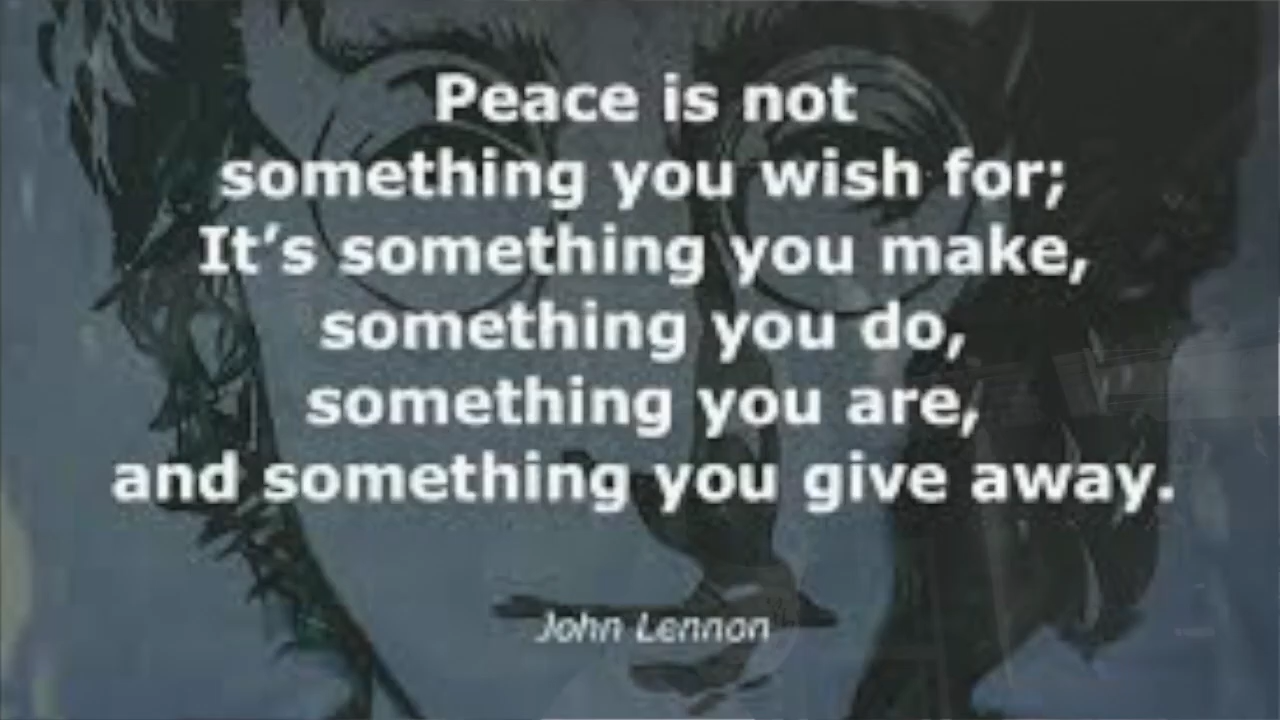 Peace is not
something you wish for;
It’s something you make,
something you do,
something you are,
and something you give away.
John Lennon